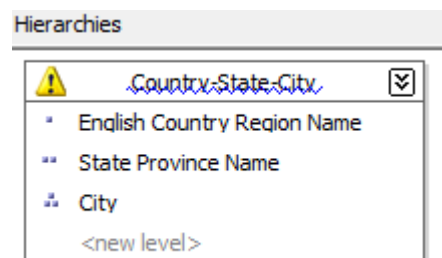 Hierarchies
Country-State-City
English Country Region Name
State Province Name
City
<new level>